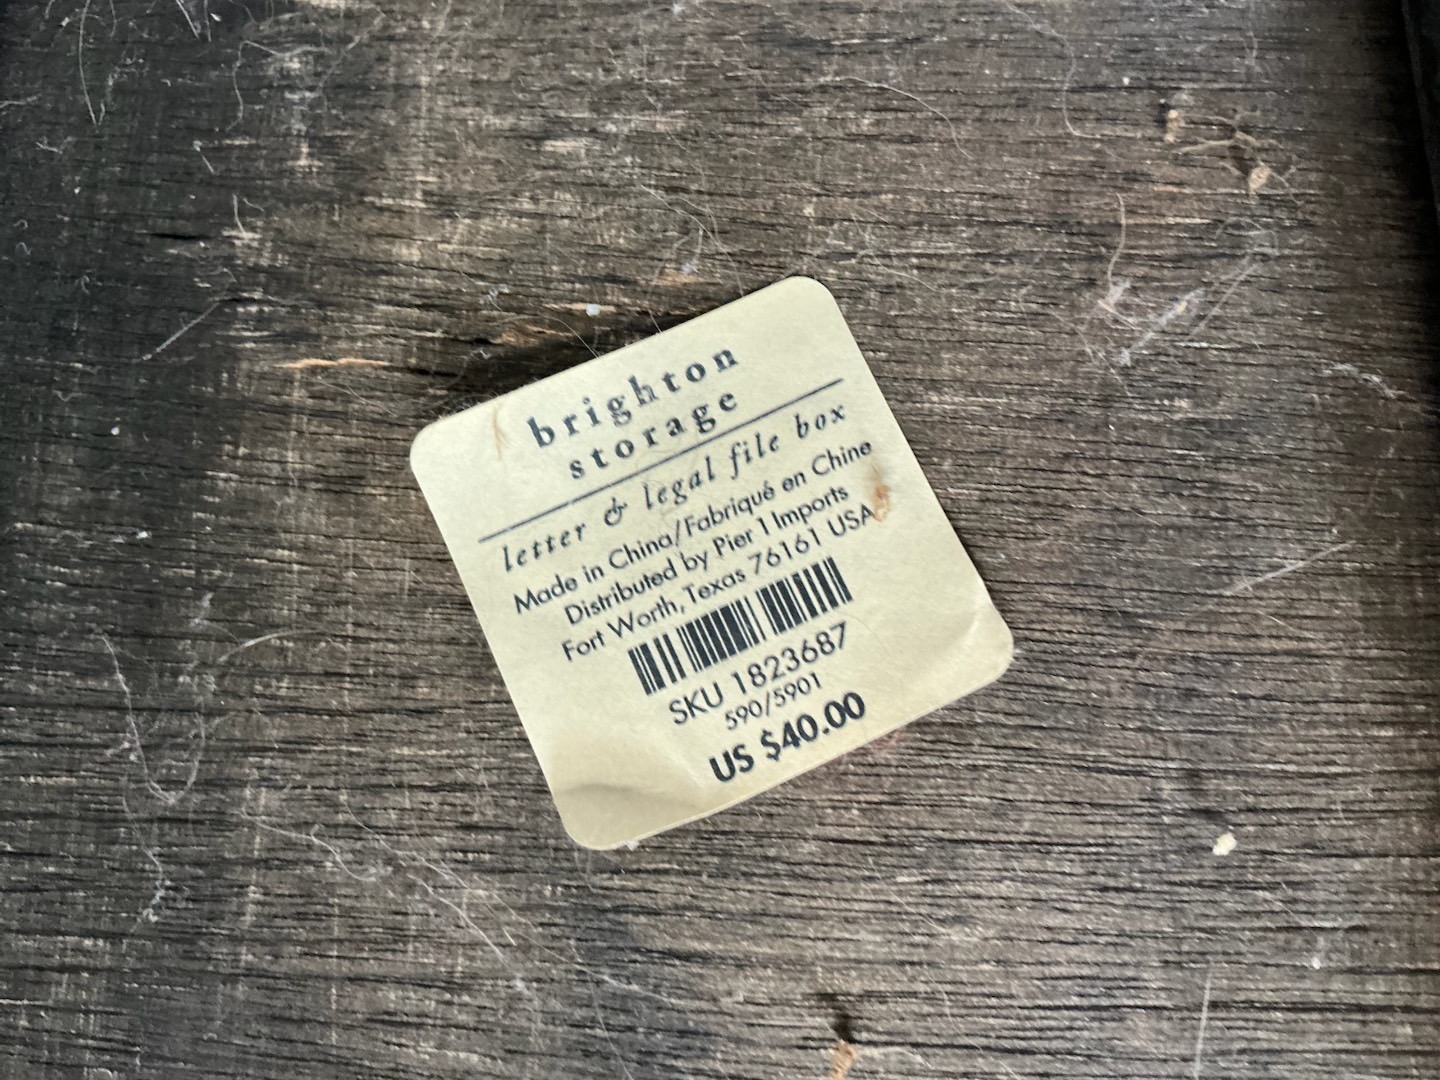 brighton
storage
letter & legal file box
Made in China/Fabriqué en Chine
Distributed by Pier 1 Imports
Fort Worth, Texas 76161 USA
SKU 1823687
590/5901
US $40.00